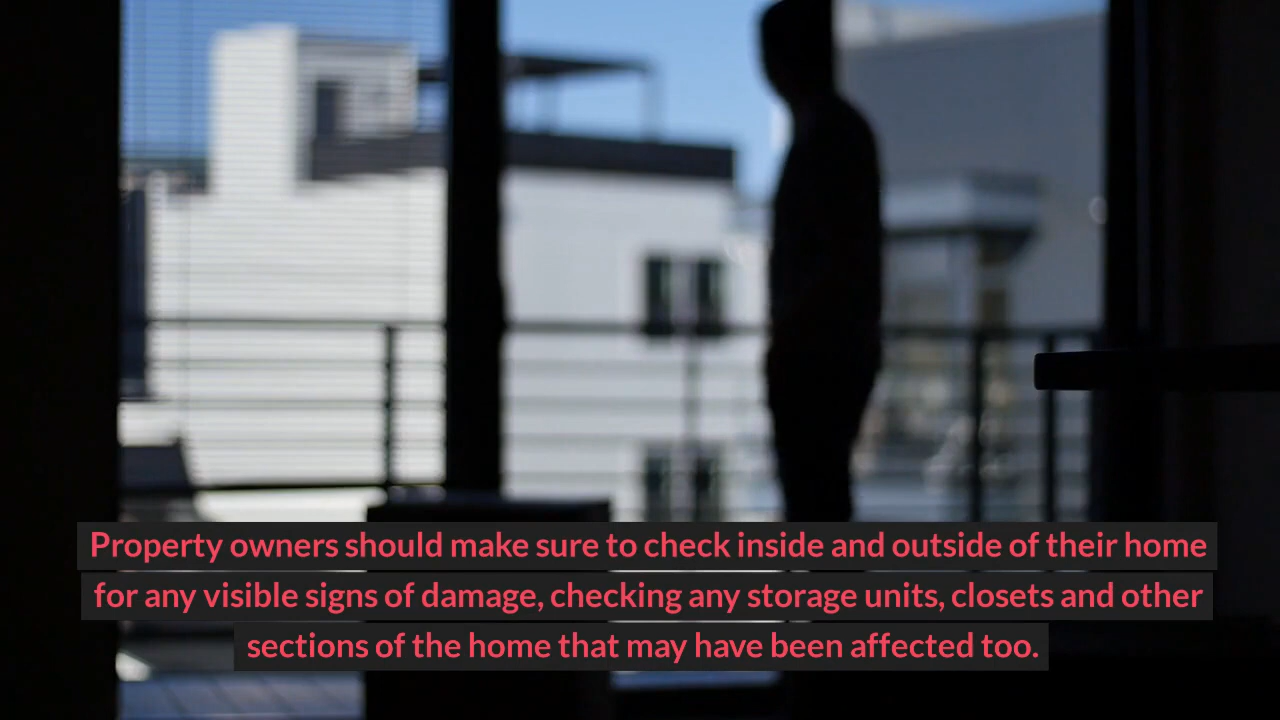 Property owners should make sure to check inside and outside of their home
for any visible signs of damage, checking any storage units, closets and other
sections of the home that may have been affected too.